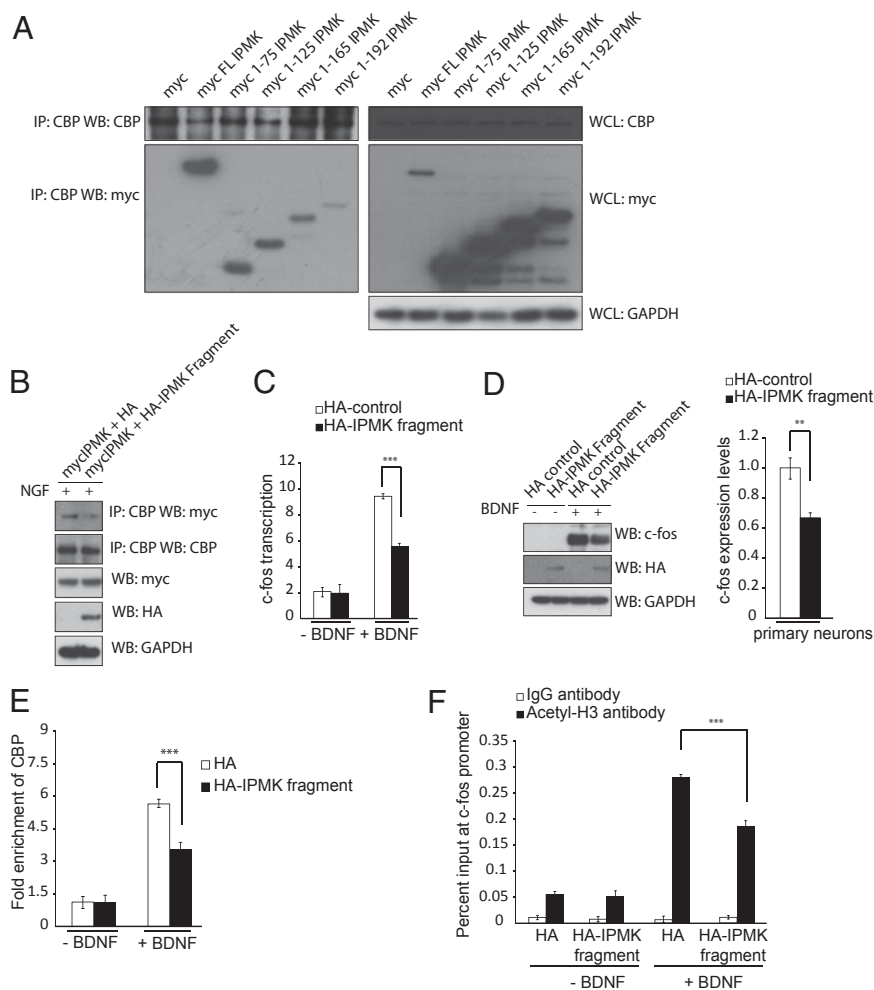 A
myc
myc FL IPMK
myc 1-75 IPMK
myc 1-125 IPMK
myc 1-165 IPMK
myc 1-192 IPMK
myc
myc FL IPMK
myc 1-75 IPMK
myc 1-125 IPMK
myc 1-165 IPMK
myc 1-192 IPMK
IP: CBP WB: CBP
WCL: CBP
IP: CBP WB: myc
WCL: myc
WCL: GAPDH
B
mycIPMK + HA
mycIPMK + HA-IPMK Fragment
NGF + +
IP: CBP WB: myc
IP: CBP WB: CBP
WB: myc
WB: HA
WB: GAPDH
C
HA-control
HA-IPMK fragment
c-fos transcription
12
10
8
6
4
2
0
***
- BDNF + BDNF
D
HA control
HA-IPMK Fragment
HA control
HA-IPMK Fragment
BDNF - - + +
WB: c-fos
WB: HA
WB: GAPDH
HA-control
HA-IPMK fragment
c-fos expression levels
1.2
1.0
0.8
0.6
0.4
0.2
0
**
primary neurons
E
Fold enrichment of CBP
9
7.5
6
4.5
3
1.5
0
***
HA
HA-IPMK fragment
- BDNF + BDNF
F
IgG antibody
Acetyl-H3 antibody
Percent input at c-fos promoter
0.35
0.3
0.25
0.2
0.15
0.1
0.05
0
***
HA HA-IPMK HA HA-IPMK
fragment fragment
- BDNF + BDNF